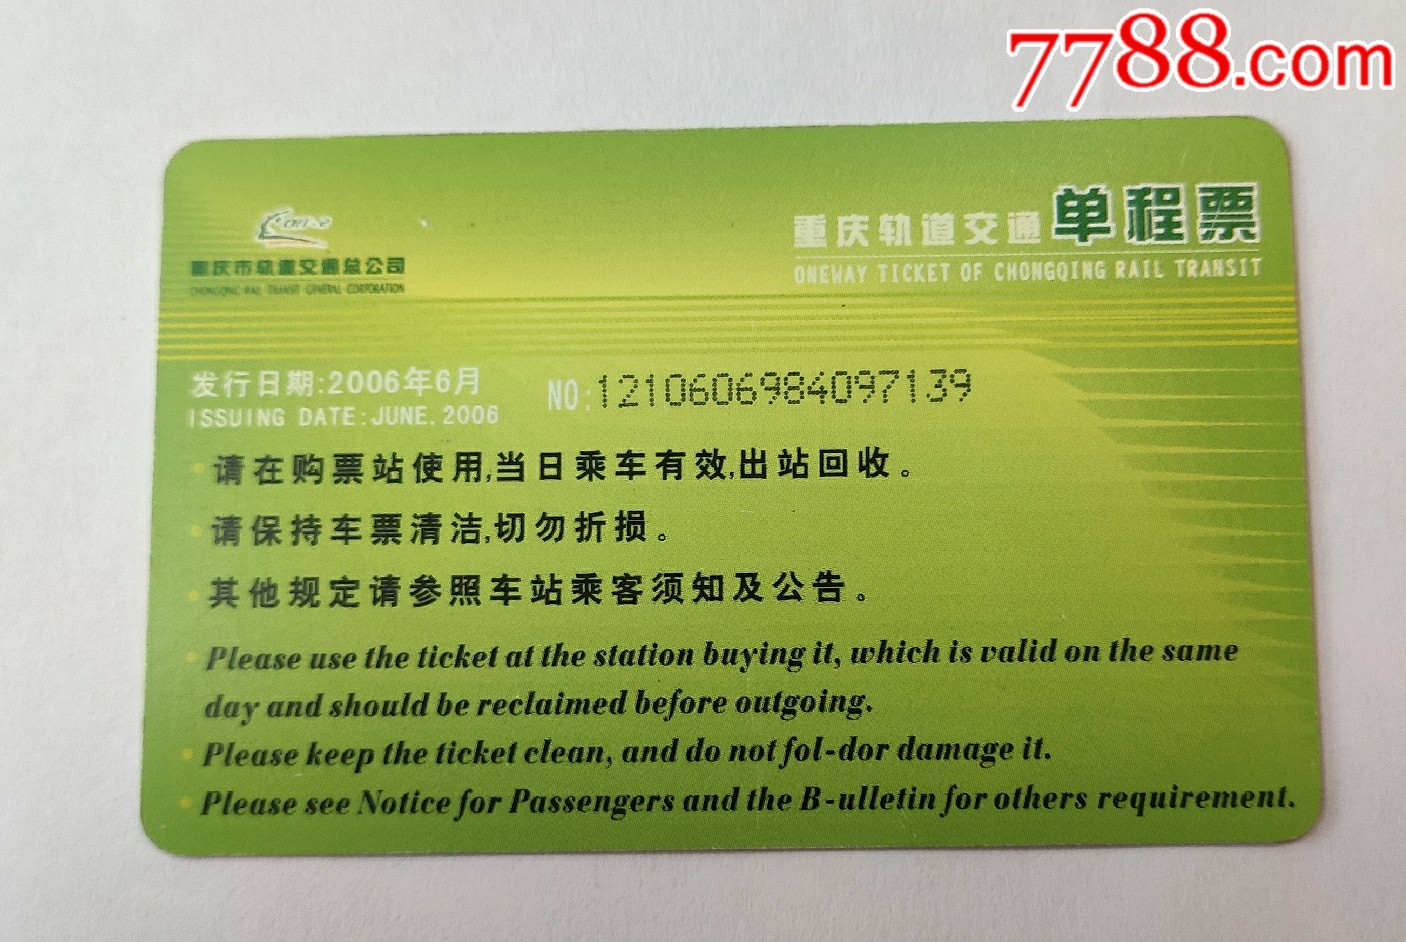 7788.com
重庆市轨道交通总公司
CHONGQING RAIL TRANSIT GENERAL CORPORATION
重庆轨道交通单程票
ONEWAY TICKET OF CHONGQING RAIL TRANSIT
发行日期:2006年6月
ISSUING DATE:JUNE, 2006
NO:1210606984097139
请在购票站使用,当日乘车有效,出站回收。
请保持车票清洁,切勿折损。
其他规定请参照车站乘客须知及公告。
Please use the ticket at the station buying it, which is valid on the same
day and should be reclaimed before outgoing.
Please keep the ticket clean, and do not fol-dor damage it.
Please see Notice for Passengers and the B-ulletin for others requirement.